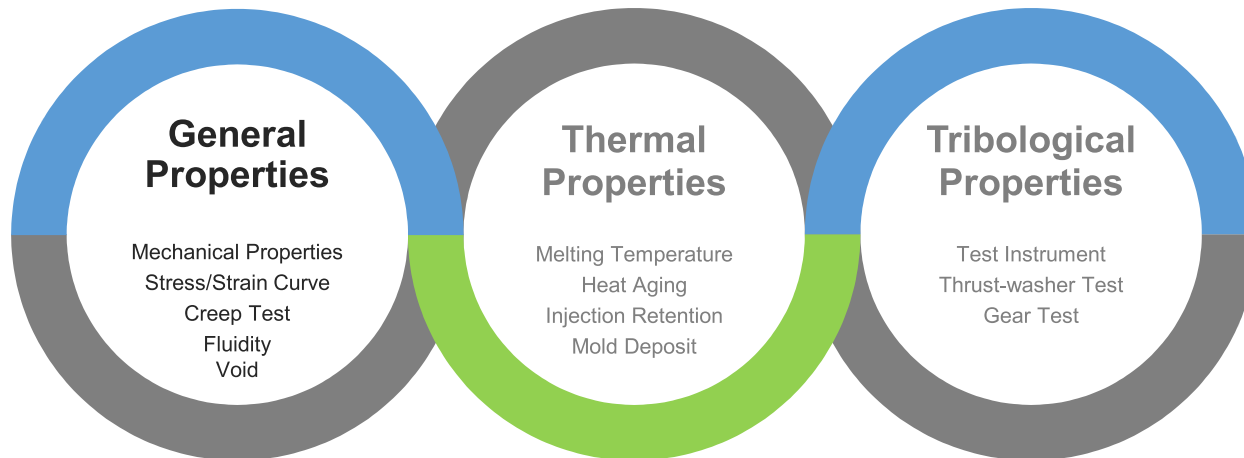 General
Properties
Mechanical Properties
Stress/Strain Curve
Creep Test
Fluidity
Void
Thermal
Properties
Melting Temperature
Heat Aging
Injection Retention
Mold Deposit
Tribological
Properties
Test Instrument
Thrust-washer Test
Gear Test